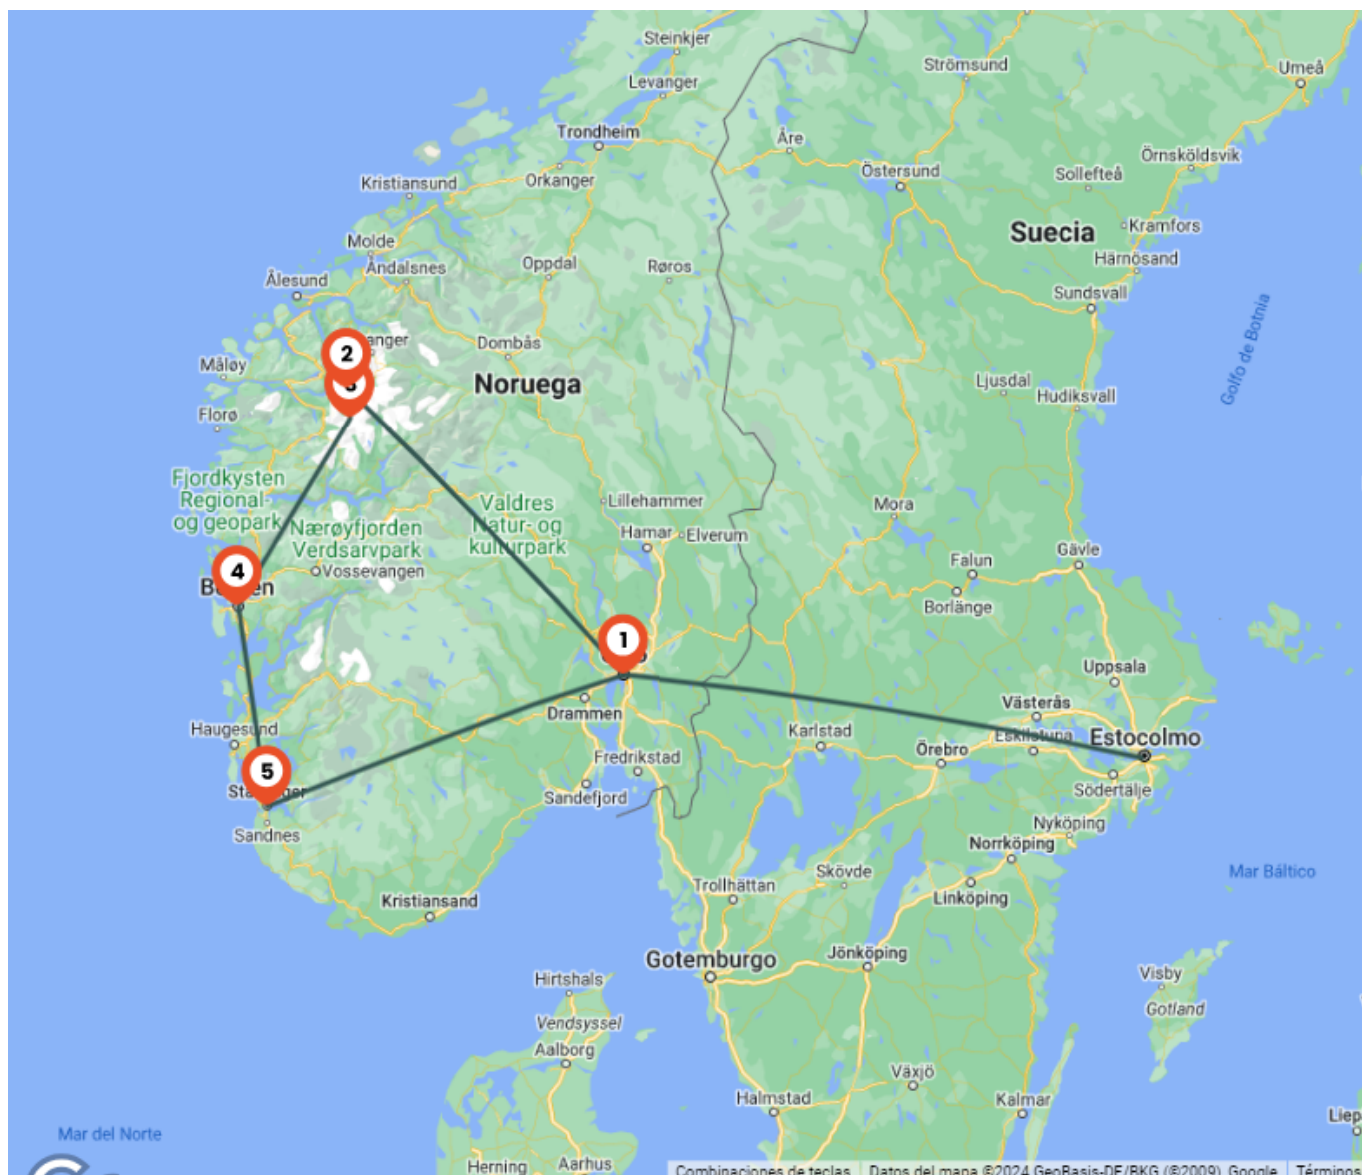 Steinkjer
Strömsund
Umeå
Levanger
Trondheim
Åre
Örnsköldsvik
Orkanger
Östersund
Sollefteå
Kristiansund
Kramfors
Suecia
Molde
Härnösand
Åndalsnes
Oppdal
Røros
Ålesund
Sundsvall
Golfo de Botnia
2
anger
Dombås
Måløy
Noruega
Ljusdal
Hudiksvall
Florø
Fjordkysten
Regional-
og geopark
Nærøyfjorden
Verdsarvpark
Valdres
Natur- og
kulturpark
Lillehammer
Mora
Hamar
Elverum
Gävle
Falun
4
Vossevangen
Borlänge
1
Uppsala
Drammen
Västerås
Haugesund
Karlstad
Eskilstuna
Estocolmo
Örebro
Fredrikstad
5
Sandefjord
Södertälje
Sandnes
Nyköping
Norrköping
Mar Báltico
Skövde
Trollhättan
Linköping
Kristiansand
Gotemburgo
Jönköping
Visby
Hirtshals
Gotland
Vendsyssel
Aalborg
Växjö
Halmstad
Kalmar
Liep
Mar del Norte
Herning
Aarhus
Combinaciones de teclas
Datos del mapa ©2024 GeoBasis-DE/BKG (©2009), Google
Términos